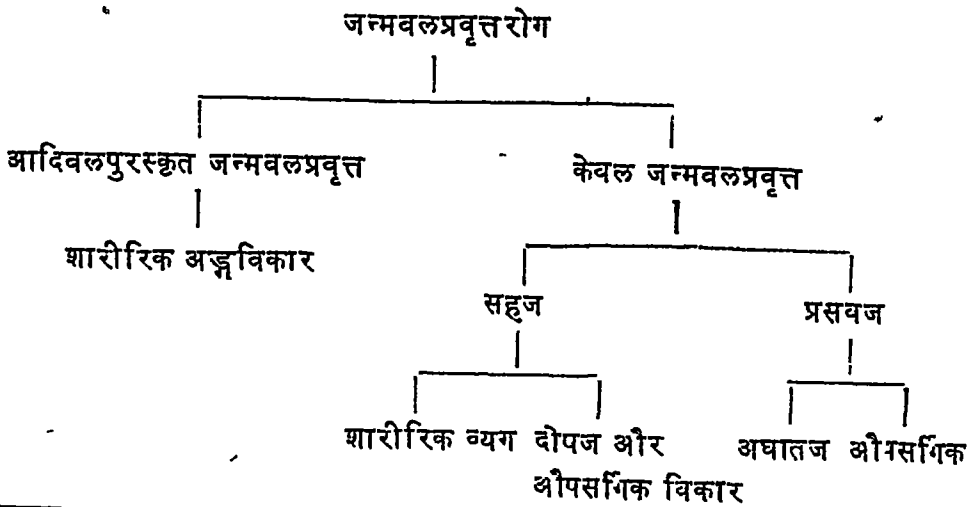 जन्मवलप्रवृत्तरोग
आदिवलपुरस्कृत जन्मवलप्रवृत्त
केवल जन्मवलप्रवृत्त
शारीरिक अङ्गविकार
सहज
प्रसवज
शारीरिक व्यग दोपज और
औपसर्गिक विकार
अघातज औपसर्गिक